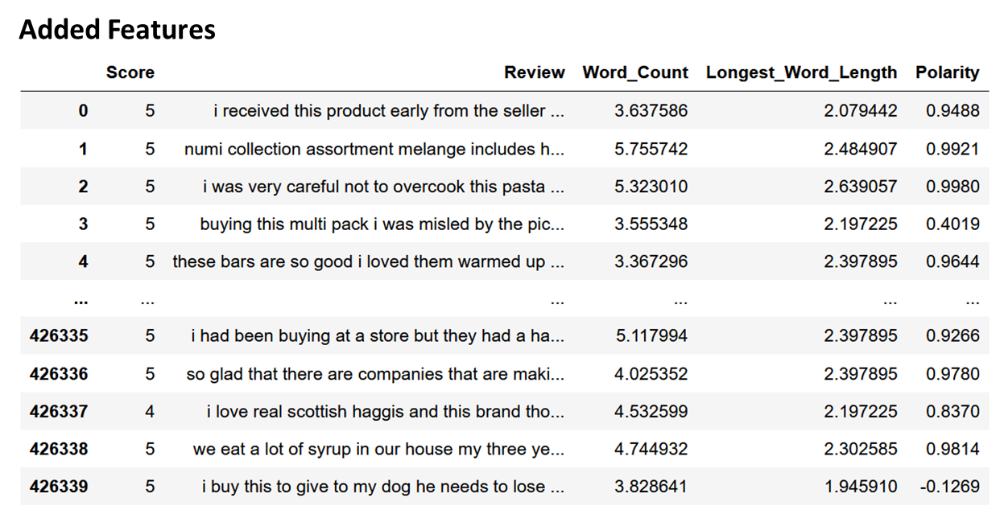 Added Features
Score Review Word_Count Longest_Word_Length Polarity
0 5 i received this product early from the seller ... 3.637586 2.079442 0.9488
1 5 numi collection assortment melange includes h... 5.755742 2.484907 0.9921
2 5 i was very careful not to overcook this pasta ... 5.323010 2.639057 0.9980
3 5 buying this multi pack i was misled by the pic... 3.555348 2.197225 0.4019
4 5 these bars are so good i loved them warmed up ... 3.367296 2.397895 0.9644
... ... ... ... ... ...
426335 5 i had been buying at a store but they had a ha... 5.117994 2.397895 0.9266
426336 5 so glad that there are companies that are maki... 4.025352 2.397895 0.9780
426337 4 i love real scottish haggis and this brand tho... 4.532599 2.197225 0.8370
426338 5 we eat a lot of syrup in our house my three ye... 4.744932 2.302585 0.9814
426339 5 i buy this to give to my dog he needs to lose ... 3.828641 1.945910 -0.1269